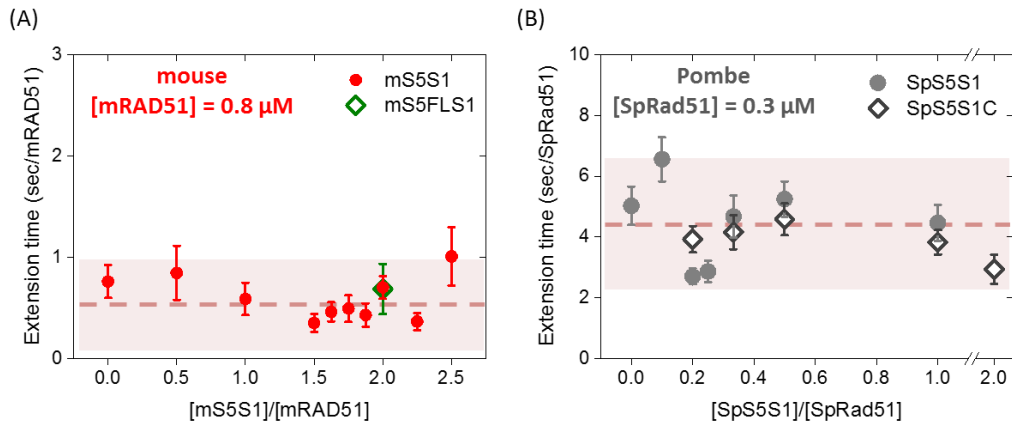 (A)
mouse
[mRAD51] = 0.8 μM
mS5S1
mS5FLS1
Extension time (sec/mRAD51)
3
2
1
0
0.0 0.5 1.0 1.5 2.0 2.5
[mS5S1]/[mRAD51]
(B)
Pombe
[SpRad51] = 0.3 μM
SpS5S1
SpS5S1C
Extension time (sec/SpRad51)
10
8
6
4
2
0
0.0 0.2 0.4 0.6 0.8 1.0 2.0
[SpS5S1]/[SpRad51]